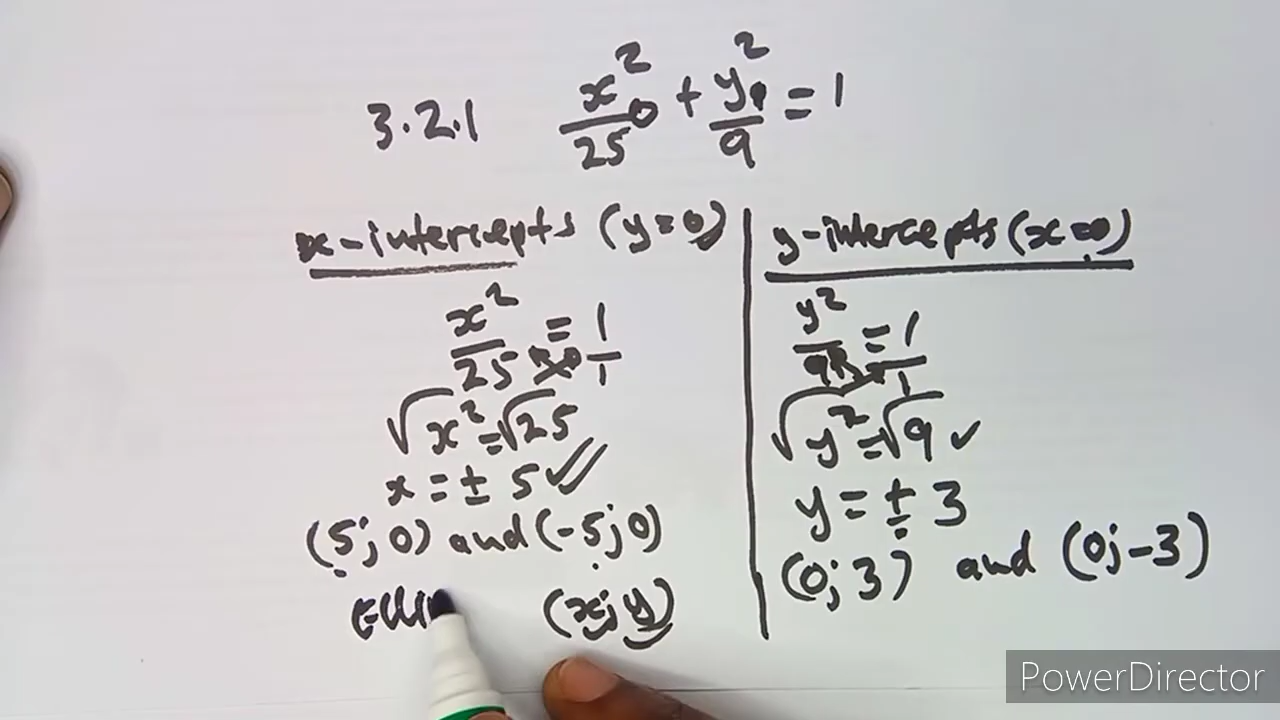 3.2.1 x²/25 + y²/9 = 1
x-intercepts (y=0)
x²/25 = 1/1
√x² = √25
x = ± 5 ✓✓
(5;0) and (-5;0)
(x;y)
y-intercepts (x=0)
y²/9 = 1/1
√y² = √9 ✓
y = ± 3
(0;3) and (0;-3)
PowerDirector